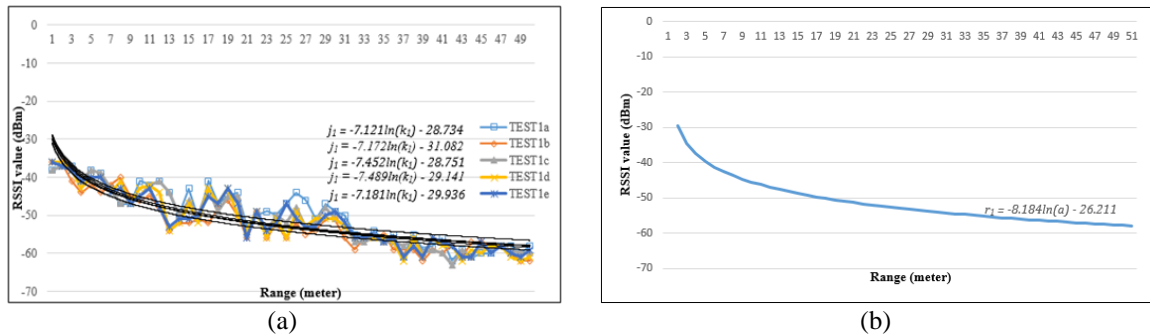 0
1 3 5 7 9 11 13 15 17 19 21 23 25 27 29 31 33 35 37 39 41 43 45 47 49
-10
-20
-30
-40
-50
-60
-70
RSSI value (dBm)
j₁ = -7.121ln(k₁) - 28.734
j₁ = -7.172ln(k₁) - 31.082
j₁ = -7.452ln(k₁) - 28.751
j₁ = -7.489ln(k₁) - 29.141
j₁ = -7.181ln(k₁) - 29.936
TEST1a
TEST1b
TEST1c
TEST1d
TEST1e
Range (meter)
(a)
0
1 3 5 7 9 11 13 15 17 19 21 23 25 27 29 31 33 35 37 39 41 43 45 47 49 51
-10
-20
-30
-40
-50
-60
-70
RSSI value (dBm)
r₁ = -8.184ln(a) - 26.211
Range (meter)
(b)